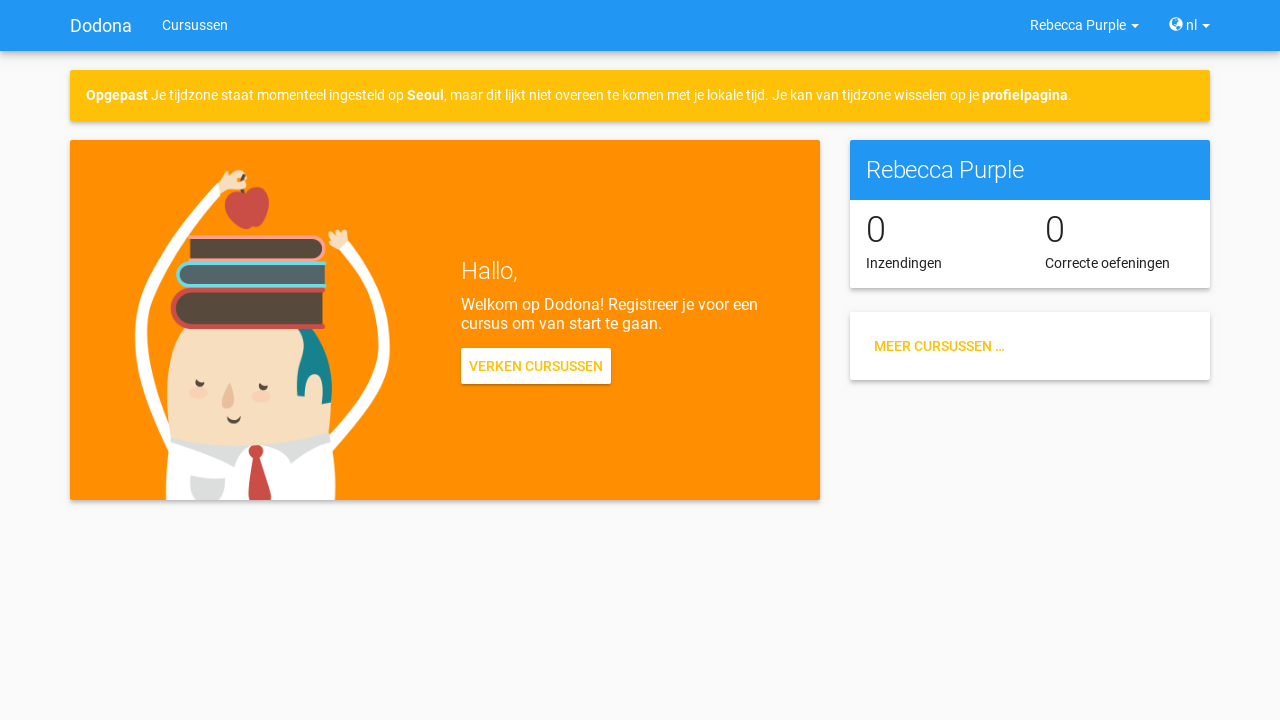 Dodona
Cursussen
Rebecca Purple
nl
Opgepast Je tijdzone staat momenteel ingesteld op Seoul, maar dit lijkt niet overeen te komen met je lokale tijd. Je kan van tijdzone wisselen op je profielpagina.
Hallo,
Welkom op Dodona! Registreer je voor een
cursus om van start te gaan.
VERKEN CURSUSSEN
Rebecca Purple
0
Inzendingen
0
Correcte oefeningen
MEER CURSUSSEN ...